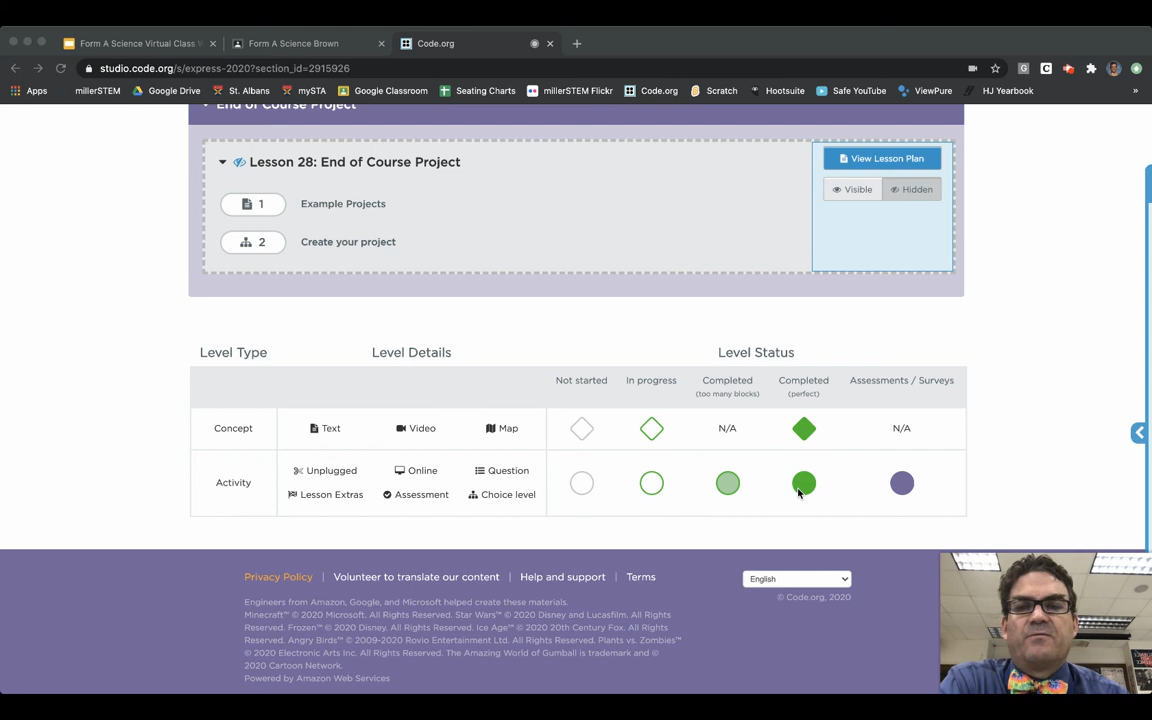 Form A Science Virtual Class W
Form A Science Brown
Code.org
studio.code.org/s/express-2020?section_id=2915926
Apps millerSTEM Google Drive St. Albans mySTA Google Classroom Seating Charts millerSTEM Flickr Code.org Scratch Hootsuite Safe YouTube ViewPure HJ Yearbook »
End of Course Project
Lesson 28: End of Course Project
View Lesson Plan
Visible Hidden
1 Example Projects
2 Create your project
Level Type Level Details Level Status
Not started In progress Completed Completed Assessments / Surveys
(too many blocks) (perfect)
Concept Text Video Map N/A N/A
Unplugged Online Question
Activity
Lesson Extras Assessment Choice level
Privacy Policy | Volunteer to translate our content | Help and support | Terms
English
© Code.org, 2020
Engineers from Amazon, Google, and Microsoft helped create these materials.
Minecraft™ © 2020 Microsoft. All Rights Reserved. Star Wars™ © 2020 Disney and Lucasfilm. All Rights
Reserved. Frozen™ © 2020 Disney. All Rights Reserved. Ice Age™ © 2020 20th Century Fox. All Rights
Reserved. Angry Birds™ © 2009-2020 Rovio Entertainment Ltd. All Rights Reserved. Plants vs. Zombies™
© 2020 Electronic Arts Inc. All Rights Reserved. The Amazing World of Gumball is trademark and ©
2020 Cartoon Network.
Powered by Amazon Web Services